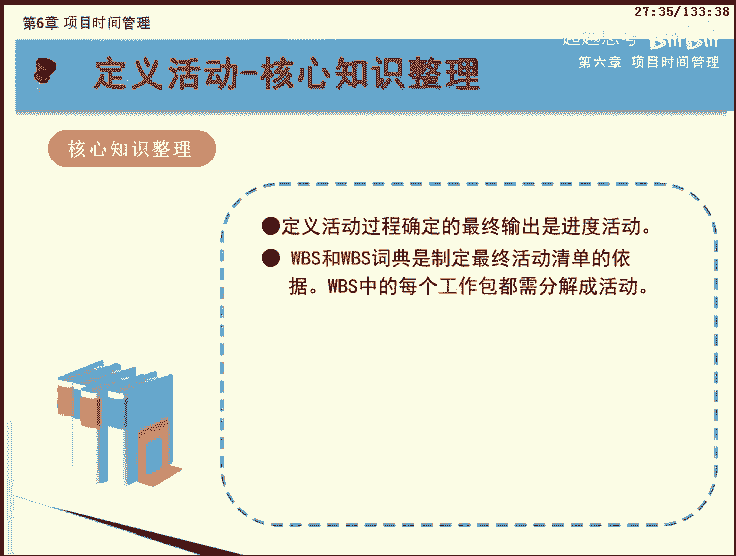 27:35/133:38
第6章 项目时间管理
第六章 项目时间管理
定义活动-核心知识整理
核心知识整理
●定义活动过程确定的最终输出是进度活动。
● WBS和WBS词典是制定最终活动清单的依
据。WBS中的每个工作包都需分解成活动。